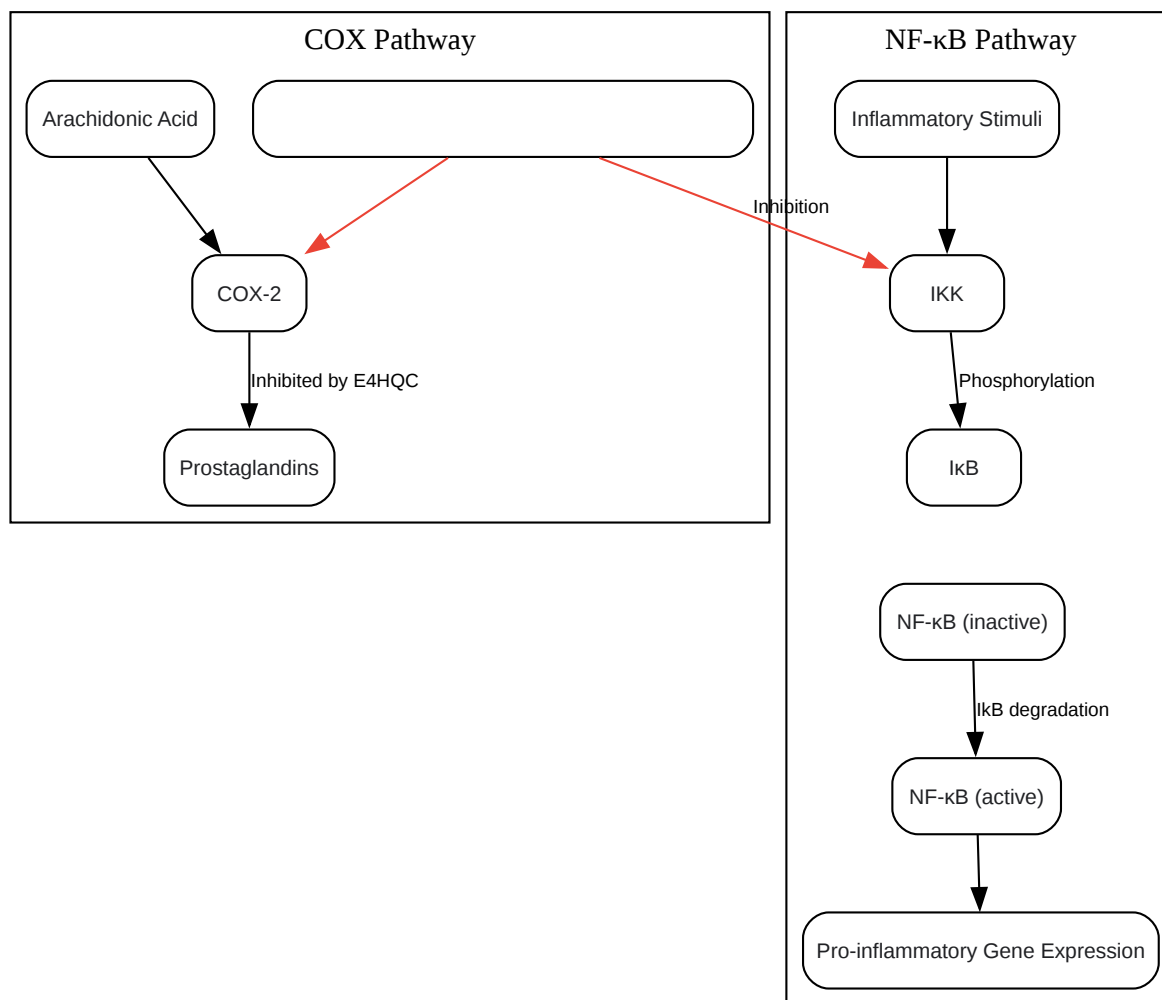 COX Pathway
NF-κB Pathway
Arachidonic Acid
Inflammatory Stimuli
Inhibition
COX-2
IKK
Inhibited by E4HQC
Phosphorylation
Prostaglandins
IκB
NF-κB (inactive)
IkB degradation
NF-κB (active)
Pro-inflammatory Gene Expression